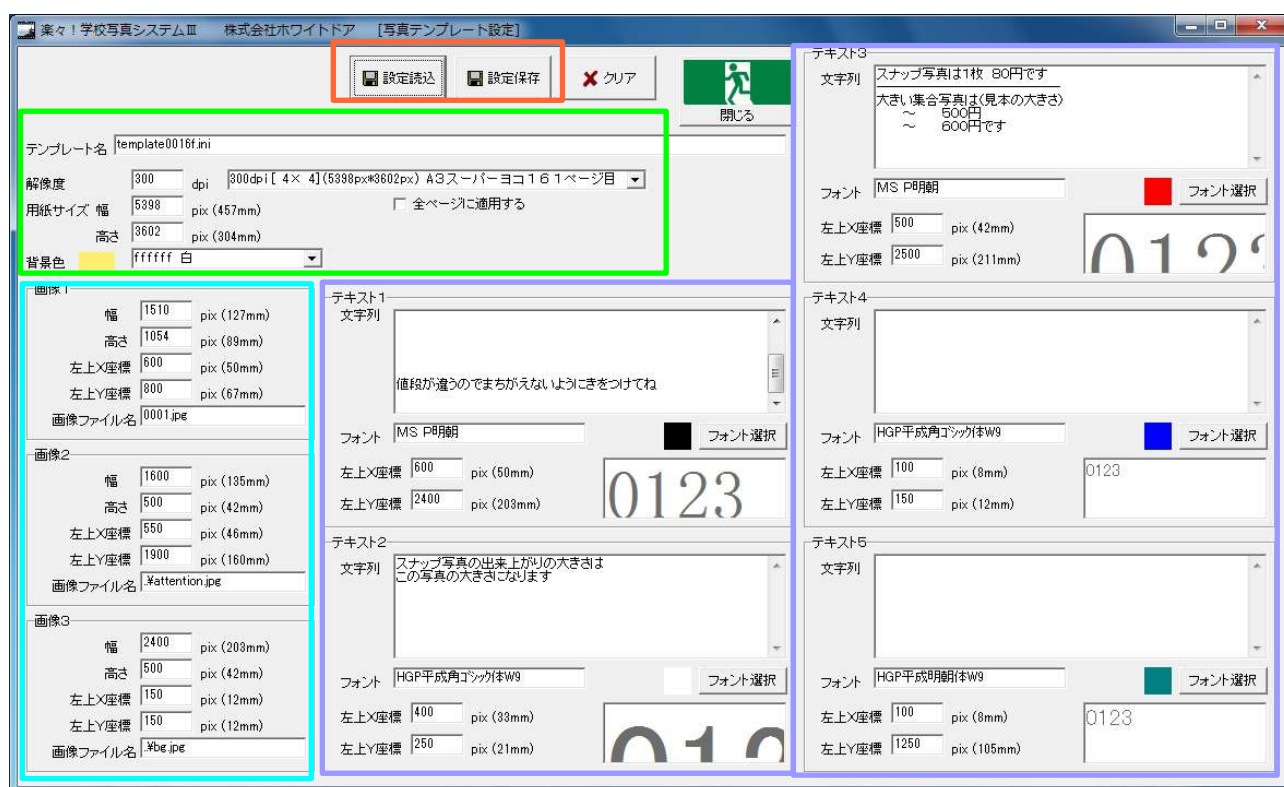 楽々！学校写真システムⅢ 株式会社ホワイトドア [写真テンプレート設定]
設定読込 設定保存 クリア 閉じる
テンプレート名 template0016f.ini
解像度 300 dpi 300dpi[ 4× 4](5398px*3602px) A3スーパーヨコ161ページ目
用紙サイズ 幅 5398 pix (457mm) 全ページに適用する
高さ 3602 pix (304mm)
背景色 ffffff 白
画像1
幅 1510 pix (127mm)
高さ 1054 pix (89mm)
左上X座標 600 pix (50mm)
左上Y座標 800 pix (67mm)
画像ファイル名 0001.jpg
画像2
幅 1600 pix (135mm)
高さ 500 pix (42mm)
左上X座標 550 pix (46mm)
左上Y座標 1900 pix (160mm)
画像ファイル名 .¥attention.jpg
画像3
幅 2400 pix (203mm)
高さ 500 pix (42mm)
左上X座標 150 pix (12mm)
左上Y座標 150 pix (12mm)
画像ファイル名 .¥bg.jpg
テキスト1
文字列
値段が違うのでまちがえないようにきをつけてね
フォント MS P明朝 フォント選択
左上X座標 600 pix (50mm)
左上Y座標 2400 pix (203mm)
0123
テキスト2
文字列 スナップ写真の出来上がりの大きさは
この写真の大きさになります
フォント HGP平成角ゴシック体W9 フォント選択
左上X座標 400 pix (33mm)
左上Y座標 250 pix (21mm)
012
テキスト3
文字列 スナップ写真は1枚 80円です
大きい集合写真は(見本の大きさ)
～ 500円
～ 600円です
フォント MS P明朝 フォント選択
左上X座標 500 pix (42mm)
左上Y座標 2500 pix (211mm)
0123
テキスト4
文字列
フォント HGP平成角ゴシック体W9 フォント選択
左上X座標 100 pix (8mm)
左上Y座標 150 pix (12mm)
0123
テキスト5
文字列
フォント HGP平成明朝体W9 フォント選択
左上X座標 100 pix (8mm)
左上Y座標 1250 pix (105mm)
0123